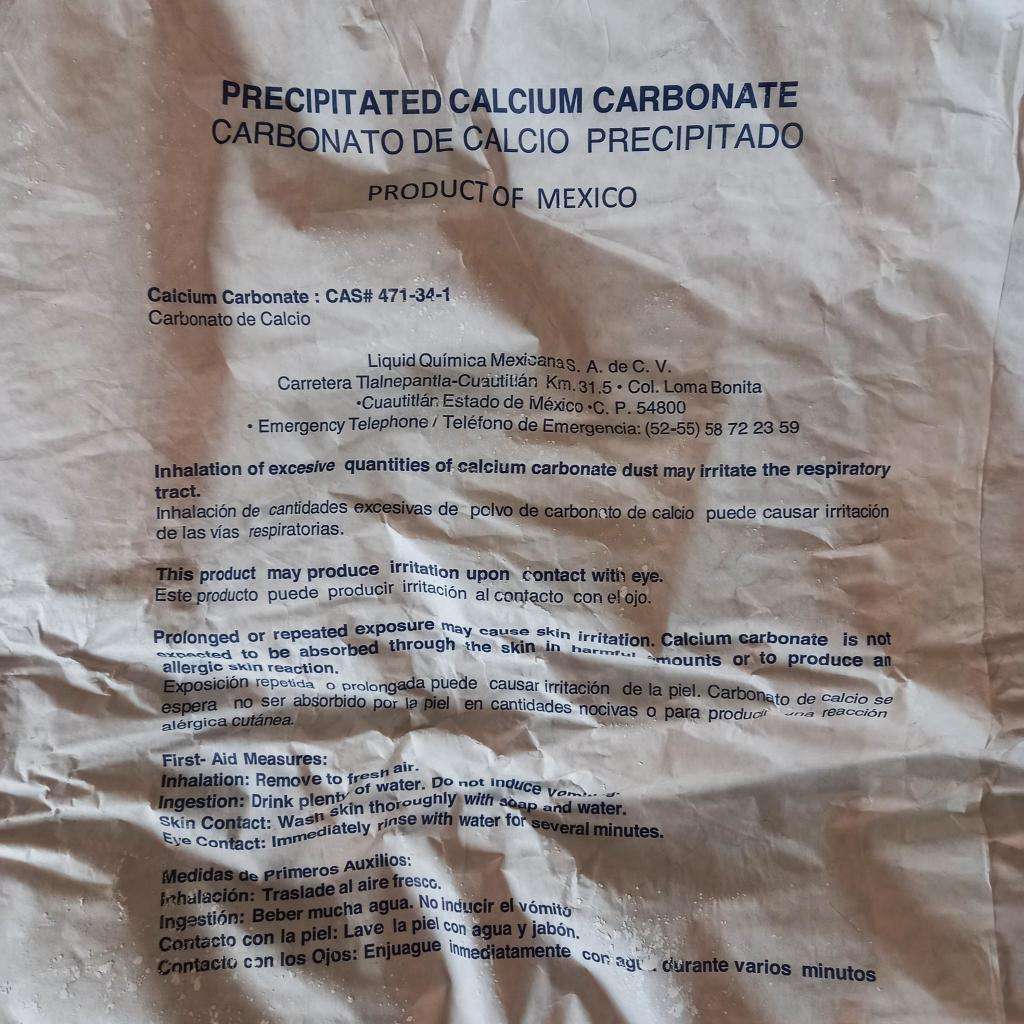 PRECIPITATED CALCIUM CARBONATE
CARBONATO DE CALCIO PRECIPITADO
PRODUCT OF MEXICO
Calcium Carbonate : CAS# 471-34-1
Carbonato de Calcio
Liquid Química Mexicana S. A. de C. V.
Carretera Tlalnepantla-Cuautitlán Km. 31.5 • Col. Loma Bonita
•Cuautitlán Estado de México •C. P. 54800
• Emergency Telephone / Teléfono de Emergencia: (52-55) 58 72 23 59
Inhalation of excesive quantities of calcium carbonate dust may irritate the respiratory
tract.
Inhalación de cantidades excesivas de polvo de carbonato de calcio puede causar irritación
de las vías respiratorias.
This product may produce irritation upon contact with eye.
Este producto puede producir irritación al contacto con el ojo.
Prolonged or repeated exposure may cause skin irritation. Calcium carbonate is not
expected to be absorbed through the skin in harmful amounts or to produce an
allergic skin reaction.
Exposición repetida o prolongada puede causar irritación de la piel. Carbonato de calcio se
espera no ser absorbido por la piel en cantidades nocivas o para producir una reacción
alérgica cutánea.
First- Aid Measures:
Inhalation: Remove to fresh air.
Ingestion: Drink plenty of water. Do not induce
Skin Contact: Wash skin thoroughly with soap and water.
Eye Contact: Immediately rinse with water for several minutes.
Medidas de Primeros Auxilios:
Inhalación: Traslade al aire fresco.
Ingestión: Beber mucha agua. No inducir el vómito
Contacto con la piel: Lave la piel con agua y jabón.
Contacto con los Ojos: Enjuague inmediatamente con agua durante varios minutos